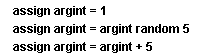 assign argint = 1
assign argint = argint random 5
assign argint = argint + 5